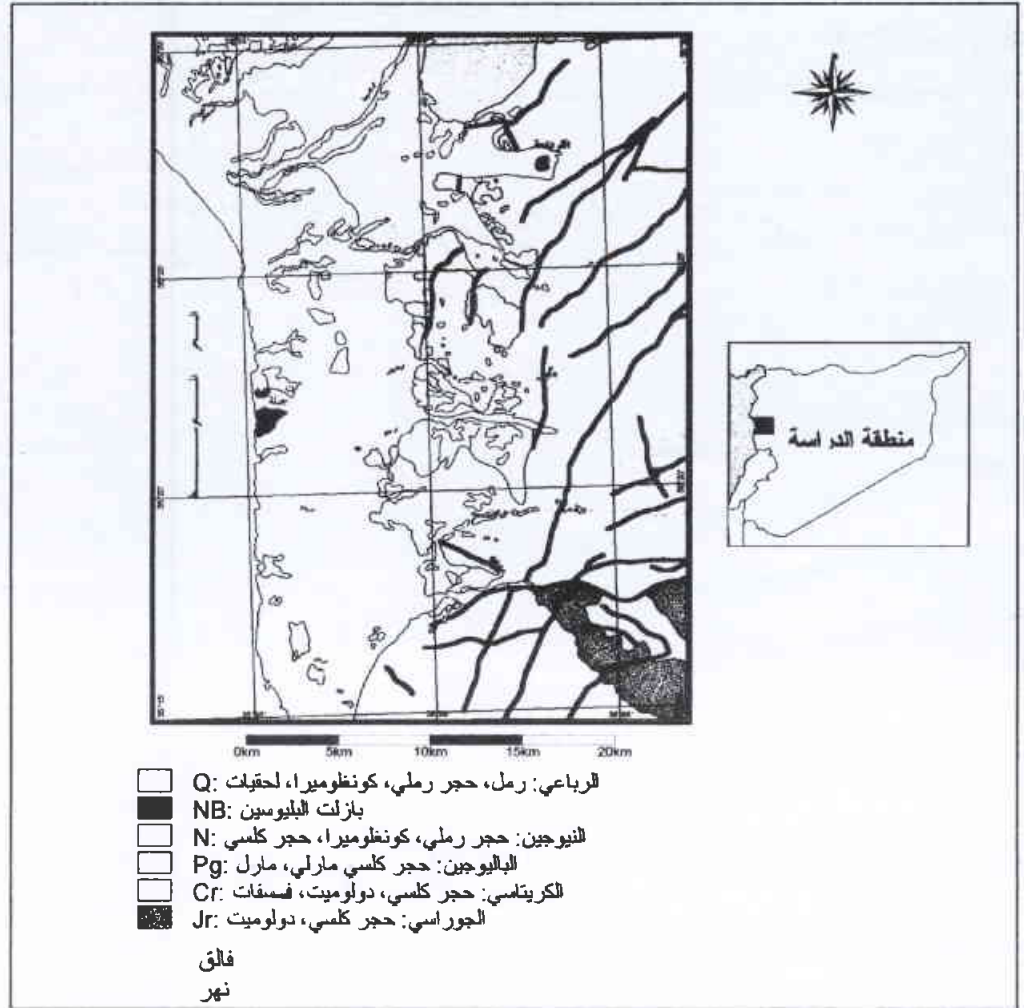 القرداحة
منطقة الدراسة
0km 5km 10km 15km 20km
Q: الرباعي: رمل، حجر رملي، كونغلوميرا، لحقيات
NB: بازلت البليوسين
N: النيوجين: حجر رملي، كونغلوميرا، حجر كلسي
Pg: الباليوجين: حجر كلسي مارلي، مارل
Cr: الكريتاسي: حجر كلسي، دولوميت، فسفات
Jr: الجوراسي: حجر كلسي، دولوميت
فالق
نهر